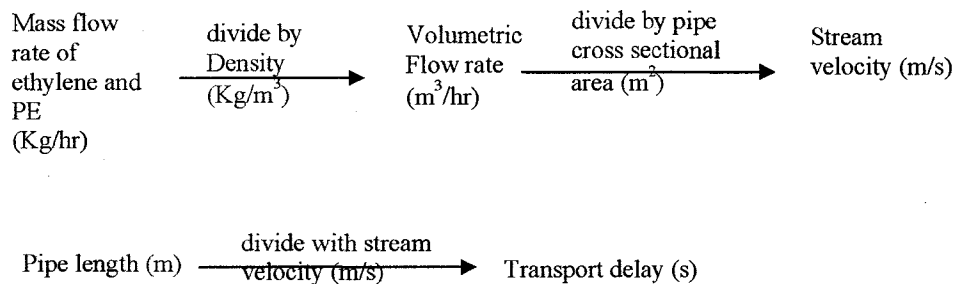 Mass flow
rate of
ethylene and
PE
(Kg/hr)
divide by
Density
(Kg/m³)
Volumetric
Flow rate
(m³/hr)
divide by pipe
cross sectional
area (m²)
Stream
velocity (m/s)
Pipe length (m)
divide with stream
velocity (m/s)
Transport delay (s)